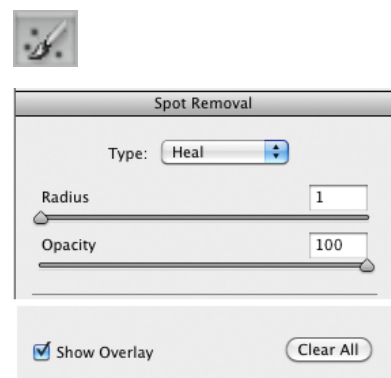 Spot Removal
Type: Heal
Radius 1
Opacity 100
Show Overlay Clear All